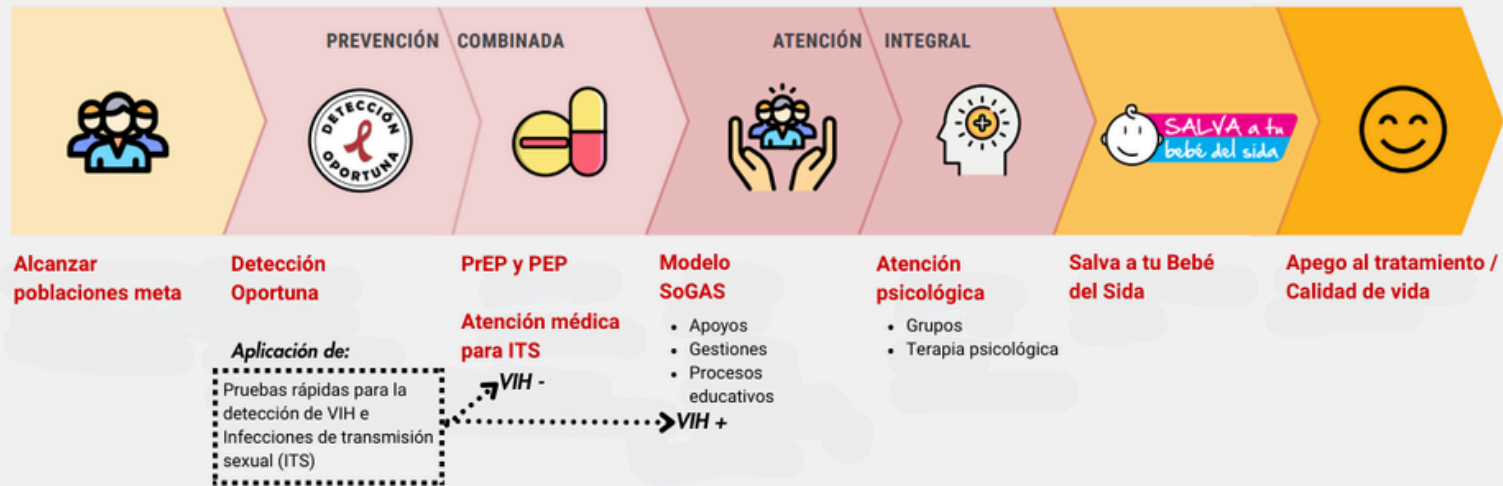 PREVENCIÓN COMBINADA
ATENCIÓN INTEGRAL
DETECCIÓN
OPORTUNA
SALVA a tu
bebé del sida
Alcanzar
poblaciones meta
Detección
Oportuna
Aplicación de:
Pruebas rápidas para la
detección de VIH e
Infecciones de transmisión
sexual (ITS)
PrEP y PEP
Atención médica
para ITS
VIH -
Modelo
SoGAS
• Apoyos
• Gestiones
• Procesos
educativos
VIH +
Atención
psicológica
• Grupos
• Terapia psicológica
Salva a tu Bebé
del Sida
Apego al tratamiento /
Calidad de vida